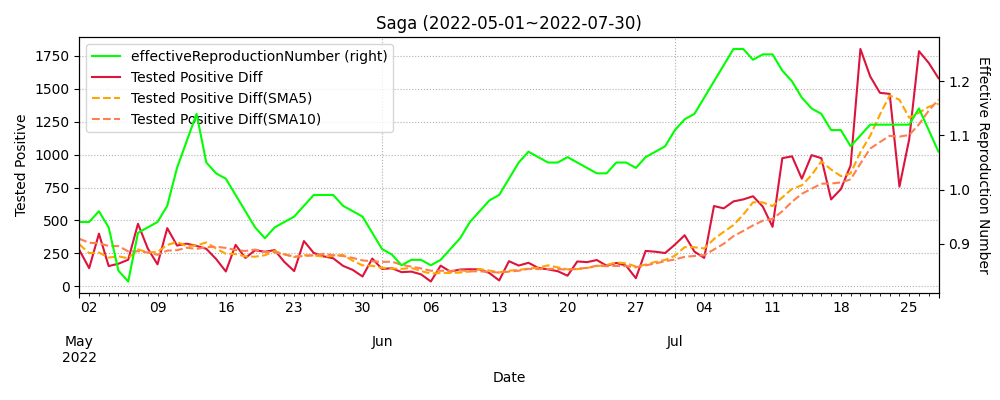 Saga (2022-05-01~2022-07-30)
effectiveReproductionNumber (right)
Tested Positive Diff
Tested Positive Diff(SMA5)
Tested Positive Diff(SMA10)
Tested Positive
1750
1500
1250
1000
750
500
250
0
Effective Reproduction Number
1.2
1.1
1.0
0.9
02 09 16 23 30 06 13 20 27 04 11 18 25
May Jun Jul
2022
Date